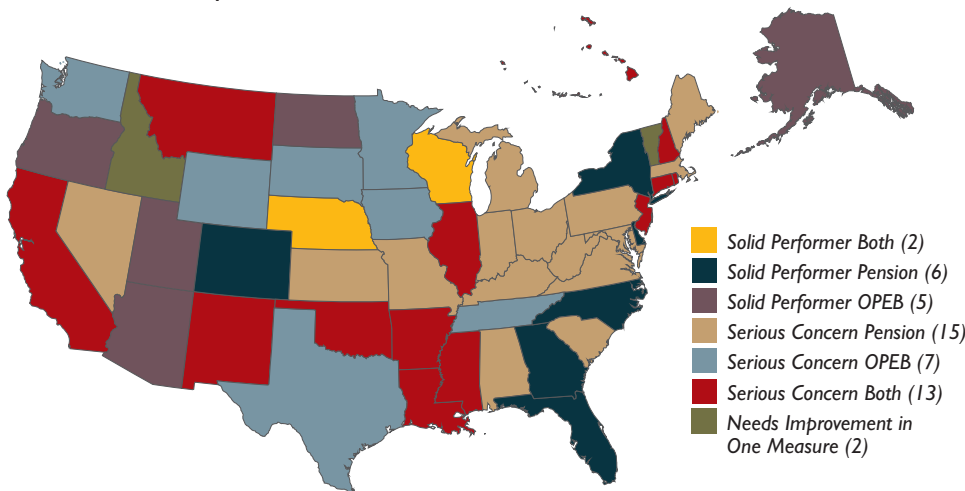 Solid Performer Both (2)
Solid Performer Pension (6)
Solid Performer OPEB (5)
Serious Concern Pension (15)
Serious Concern OPEB (7)
Serious Concern Both (13)
Needs Improvement in
One Measure (2)